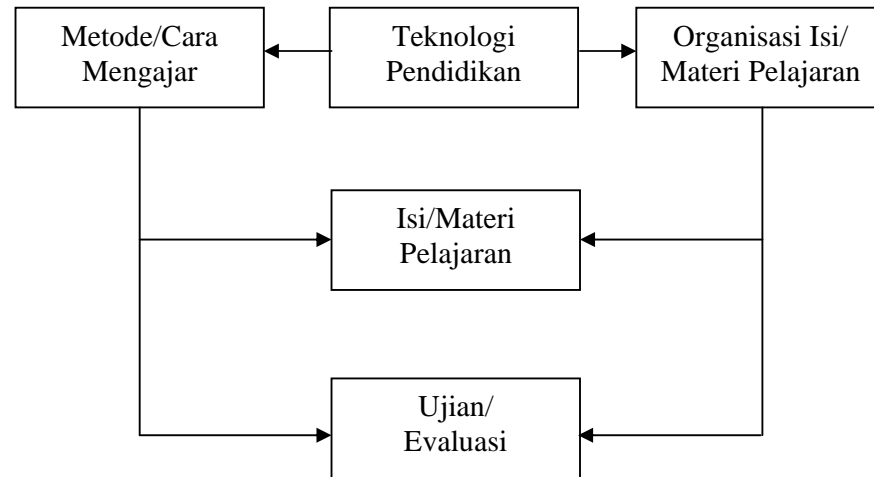 Metode/Cara
Mengajar
Teknologi
Pendidikan
Organisasi Isi/
Materi Pelajaran
Isi/Materi
Pelajaran
Ujian/
Evaluasi